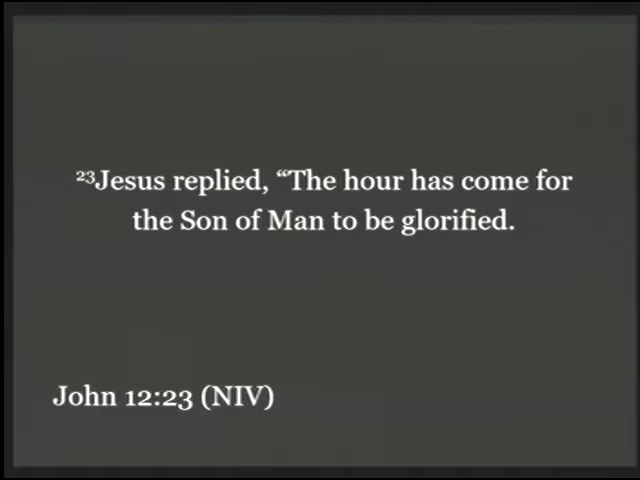 ²³Jesus replied, “The hour has come for
the Son of Man to be glorified.
John 12:23 (NIV)